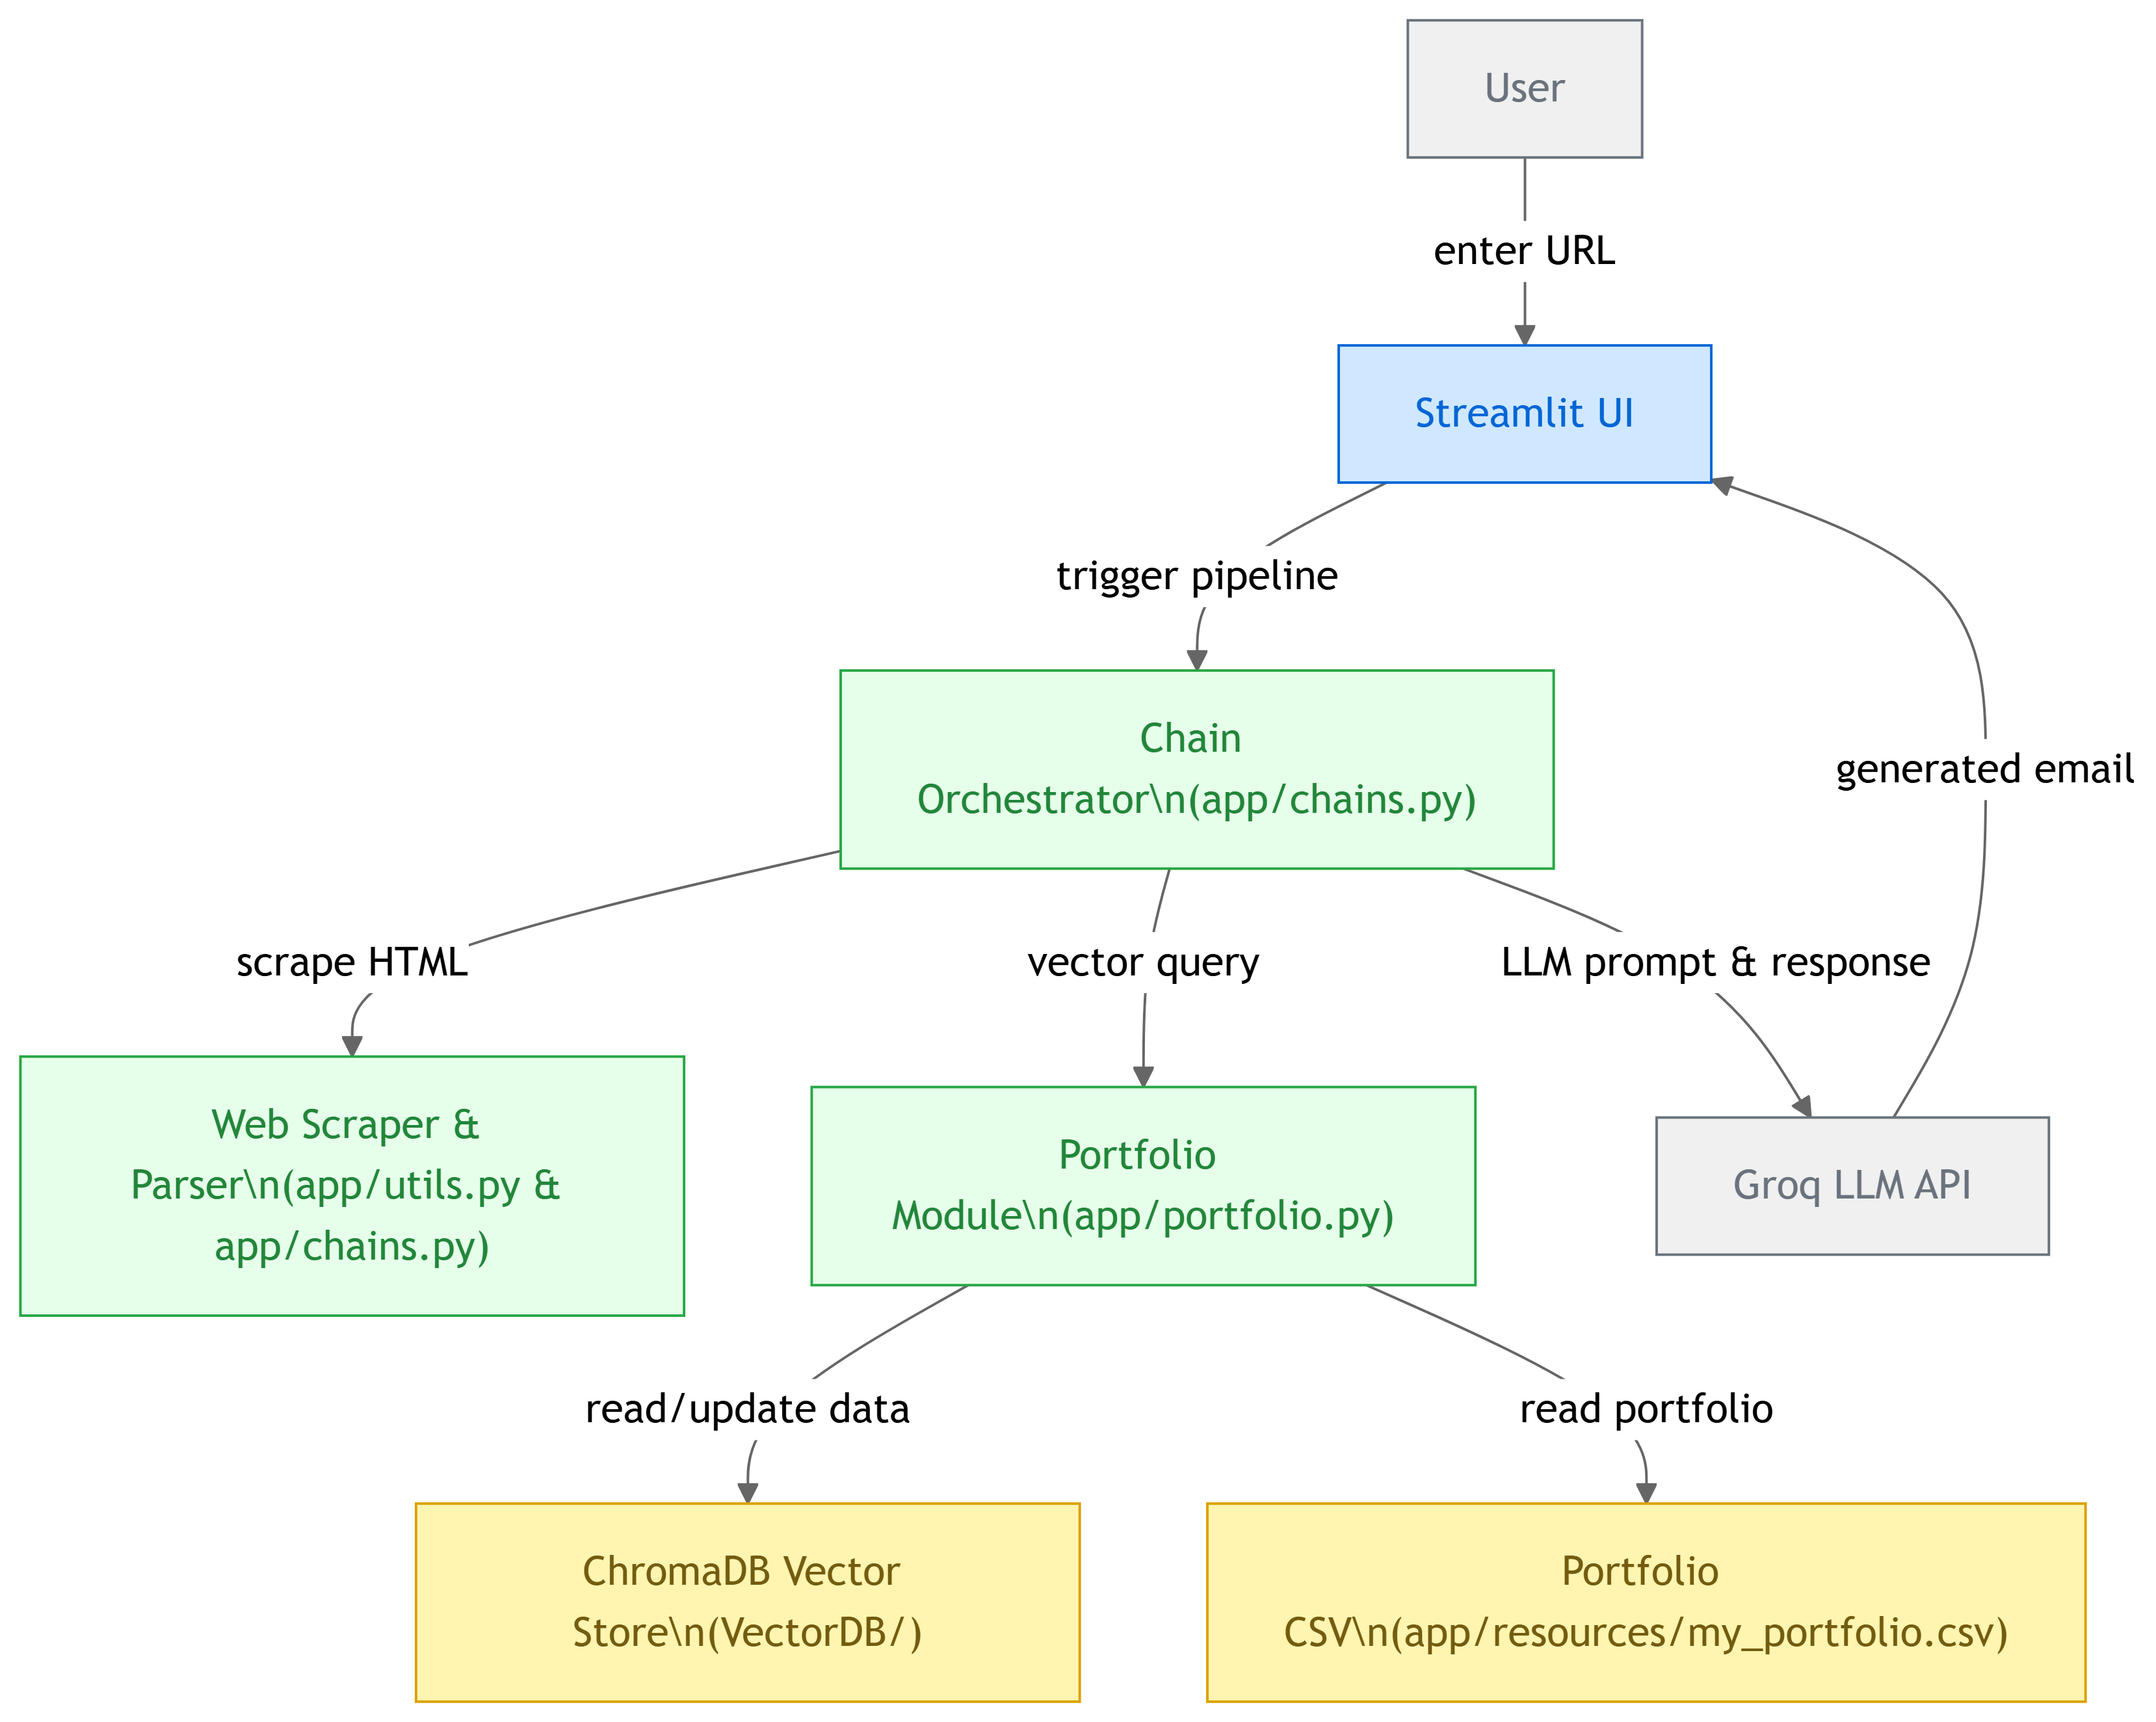 User
enter URL
Streamlit UI
trigger pipeline
Chain
Orchestrator\n(app/chains.py)
generated email
scrape HTML
vector query
LLM prompt & response
Web Scraper &
Parser\n(app/utils.py &
app/chains.py)
Portfolio
Module\n(app/portfolio.py)
Groq LLM API
read/update data
read portfolio
ChromaDB Vector
Store\n(VectorDB/)
Portfolio
CSV\n(app/resources/my_portfolio.csv)